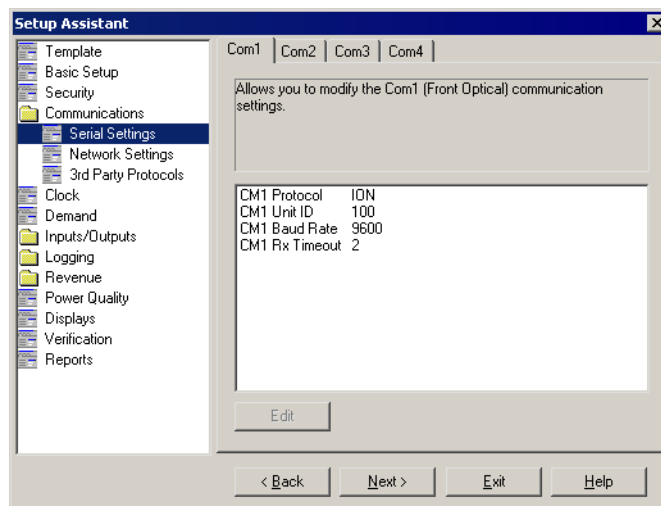 Setup Assistant
Template
Basic Setup
Security
Communications
Serial Settings
Network Settings
3rd Party Protocols
Clock
Demand
Inputs/Outputs
Logging
Revenue
Power Quality
Displays
Verification
Reports
Com1 Com2 Com3 Com4
Allows you to modify the Com1 (Front Optical) communication
settings.
CM1 Protocol ION
CM1 Unit ID 100
CM1 Baud Rate 9600
CM1 Rx Timeout 2
Edit
< Back Next > Exit Help